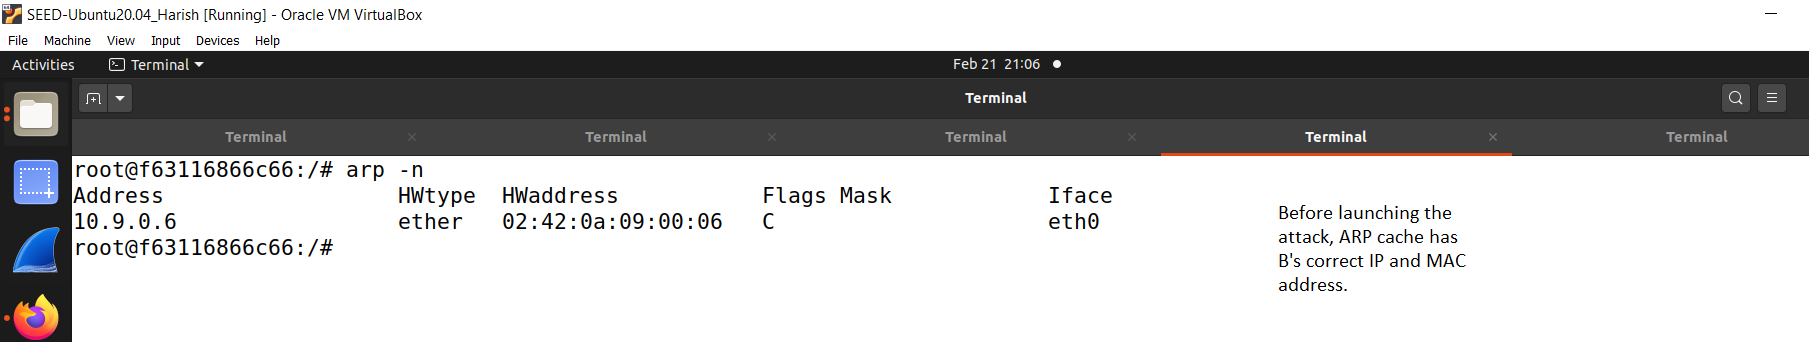 SEED-Ubuntu20.04_Harish [Running] - Oracle VM VirtualBox
File Machine View Input Devices Help
Activities Terminal Feb 21 21:06
Terminal
Terminal Terminal Terminal Terminal Terminal
root@f63116866c66:/# arp -n
Address HWtype HWaddress Flags Mask Iface
10.9.0.6 ether 02:42:0a:09:00:06 C eth0
root@f63116866c66:/#
Before launching the
attack, ARP cache has
B's correct IP and MAC
address.